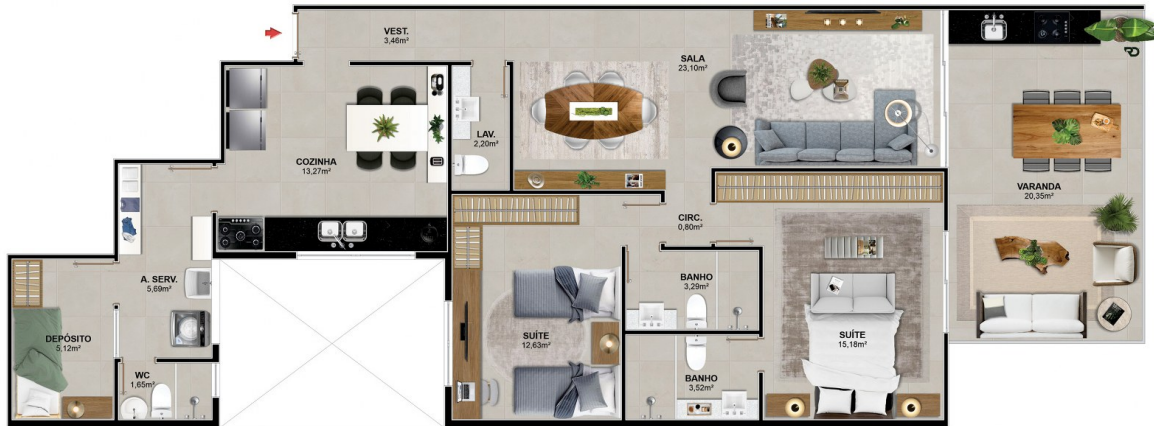 VEST.
3,46m²
SALA
23,10m²
COZINHA
13,27m²
LAV.
2,20m²
VARANDA
20,35m²
CIRC.
0,80m²
A. SERV.
5,69m²
BANHO
3,29m²
DEPÓSITO
5,12m²
SUÍTE
12,63m²
SUÍTE
15,18m²
WC
1,65m²
BANHO
3,52m²